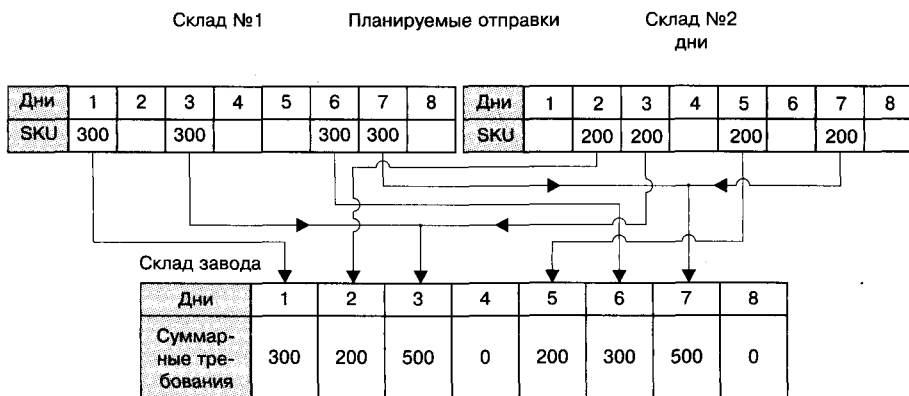 Склад №1 Планируемые отправки Склад №2
дни
Дни 1 2 3 4 5 6 7 8
SKU 300 300 300 300
Дни 1 2 3 4 5 6 7 8
SKU 200 200 200 200
Склад завода
Дни 1 2 3 4 5 6 7 8
Суммар-
ные тре-
бования
300 200 500 0 200 300 500 0